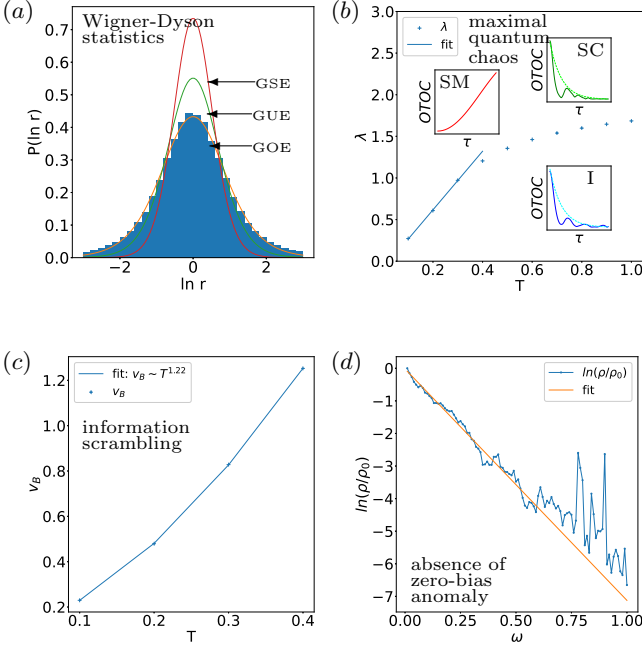 (a)
Wigner-Dyson
statistics
GSE
GUE
GOE
P(ln r)
0.7
0.6
0.5
0.4
0.3
0.2
0.1
0.0
−2
0
2
ln r
(b)
λ
fit
maximal
quantum
chaos
SM
OTOC
τ
SC
OTOC
τ
I
OTOC
τ
λ
3.0
2.5
2.0
1.5
1.0
0.5
0.0
0.2
0.4
0.6
0.8
1.0
T
(c)
fit: v_B ∼ T^{1.22}
v_B
information
scrambling
v_B
1.2
1.0
0.8
0.6
0.4
0.2
0.1
0.2
0.3
0.4
T
(d)
ln(ρ/ρ₀)
fit
absence of
zero-bias
anomaly
ln(ρ/ρ₀)
0
−1
−2
−3
−4
−5
−6
−7
0.00
0.25
0.50
0.75
1.00
ω